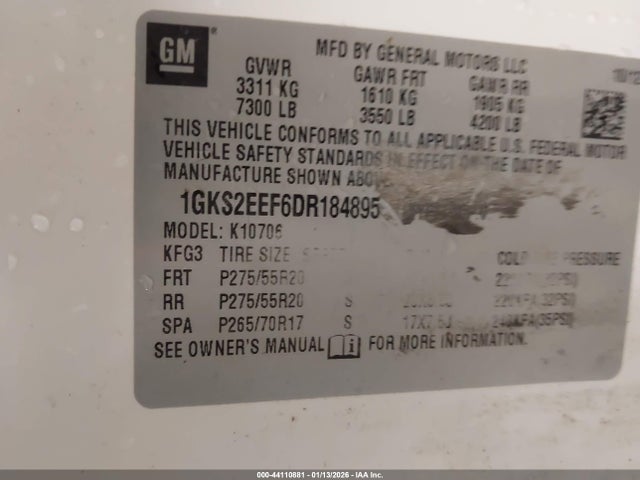 GM
MFD BY GENERAL MOTORS LLC
GVWR GAWR FRT GAWR RR
3311 KG 1610 KG 1905 KG
7300 LB 3550 LB 4200 LB
THIS VEHICLE CONFORMS TO ALL APPLICABLE U.S. FEDERAL MOTOR
VEHICLE SAFETY STANDARDS IN EFFECT ON THE DATE OF
MANUFACTURE SHOWN
1GKS2EEF6DR184895
MODEL: K10706
KFG3 TIRE SIZE PRESSURE
FRT P275/55R20
RR P275/55R20 S
SPA P265/70R17 S 240KPA(35PSI)
SEE OWNER'S MANUAL i FOR MORE INFORMATION.
000-44110881 - 01/13/2026 - IAA Inc.